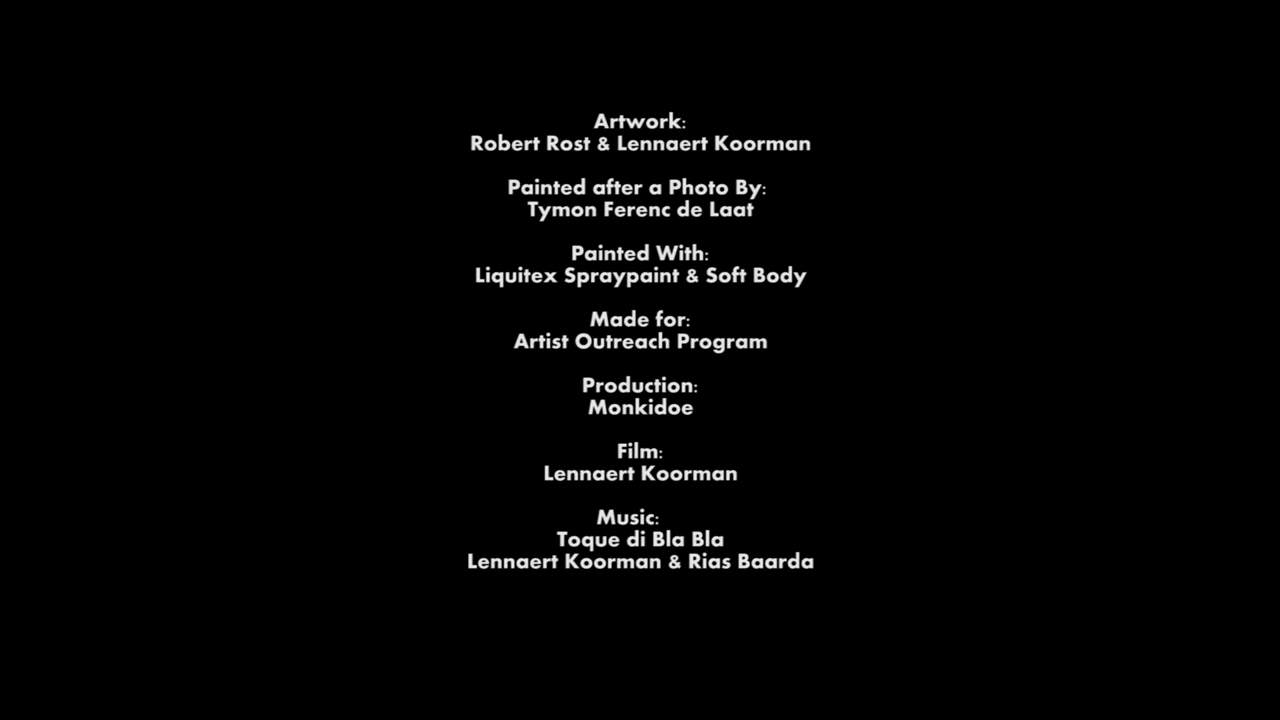 Artwork:
Robert Rost & Lennaert Koorman
Painted after a Photo By:
Tymon Ferenc de Laat
Painted With:
Liquitex Spraypaint & Soft Body
Made for:
Artist Outreach Program
Production:
Monkidoe
Film:
Lennaert Koorman
Music:
Toque di Bla Bla
Lennaert Koorman & Rias Baarda